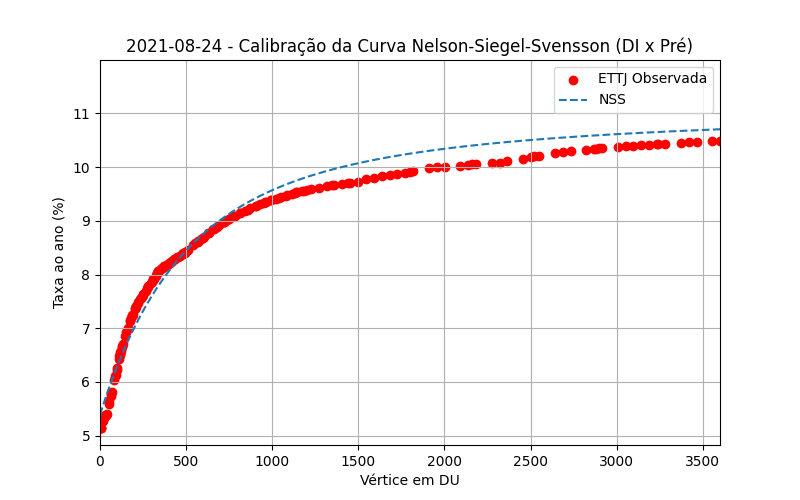 2021-08-24 - Calibração da Curva Nelson-Siegel-Svensson (DI x Pré)
ETTJ Observada
NSS
Taxa ao ano (%)
11
10
9
8
7
6
5
0 500 1000 1500 2000 2500 3000 3500
Vértice em DU